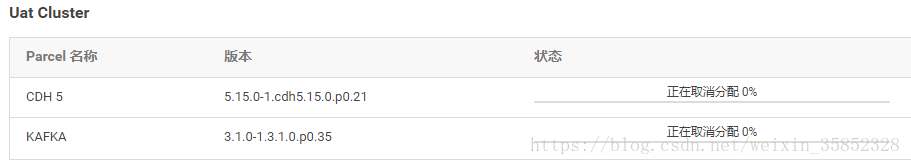 Uat Cluster
Parcel 名称 版本 状态
CDH 5 5.15.0-1.cdh5.15.0.p0.21 正在取消分配 0%
KAFKA 3.1.0-1.3.1.0.p0.35 正在取消分配 0%
https://blog.csdn.net/weixin_35852328